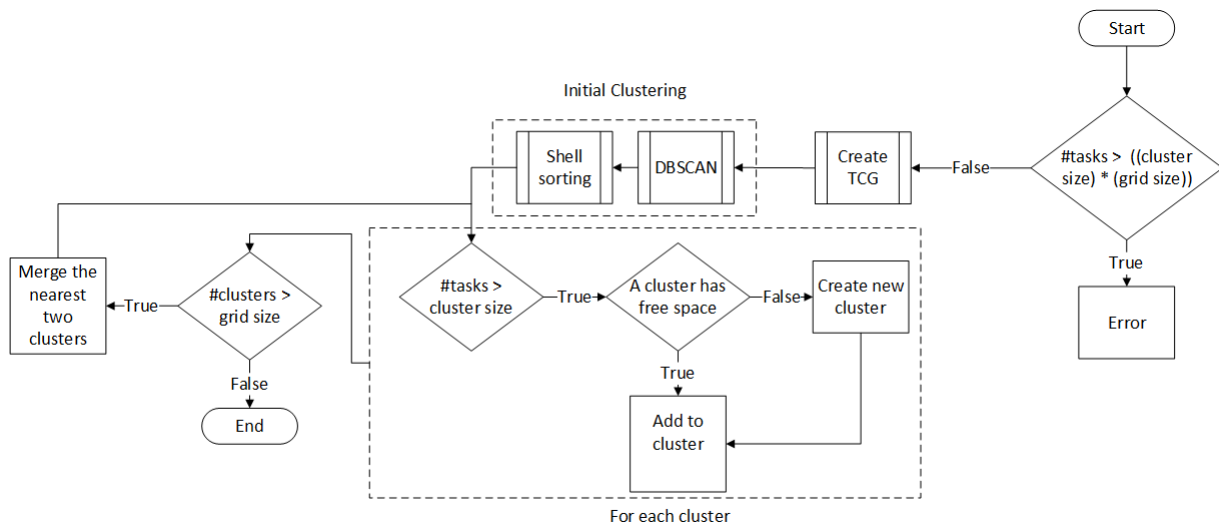 Start
Initial Clustering
Shell
sorting
DBSCAN
Create
TCG
False
#tasks > ((cluster
size) * (grid size))
True
Error
Merge the
nearest
two
clusters
True
#clusters >
grid size
False
End
#tasks >
cluster size
True
A cluster has
free space
False
Create new
cluster
True
Add to
cluster
For each cluster